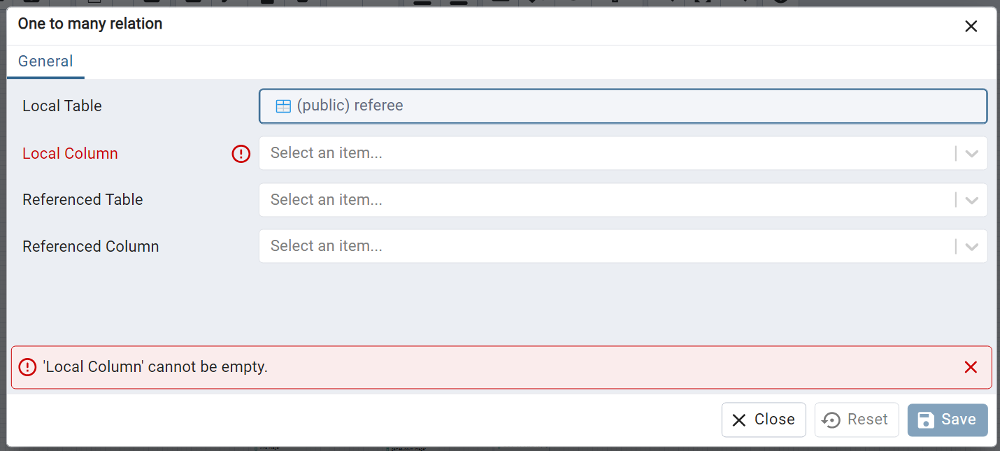 One to many relation
General
Local Table
(public) referee
Local Column
Select an item...
Referenced Table
Select an item...
Referenced Column
Select an item...
'Local Column' cannot be empty.
Close
Reset
Save